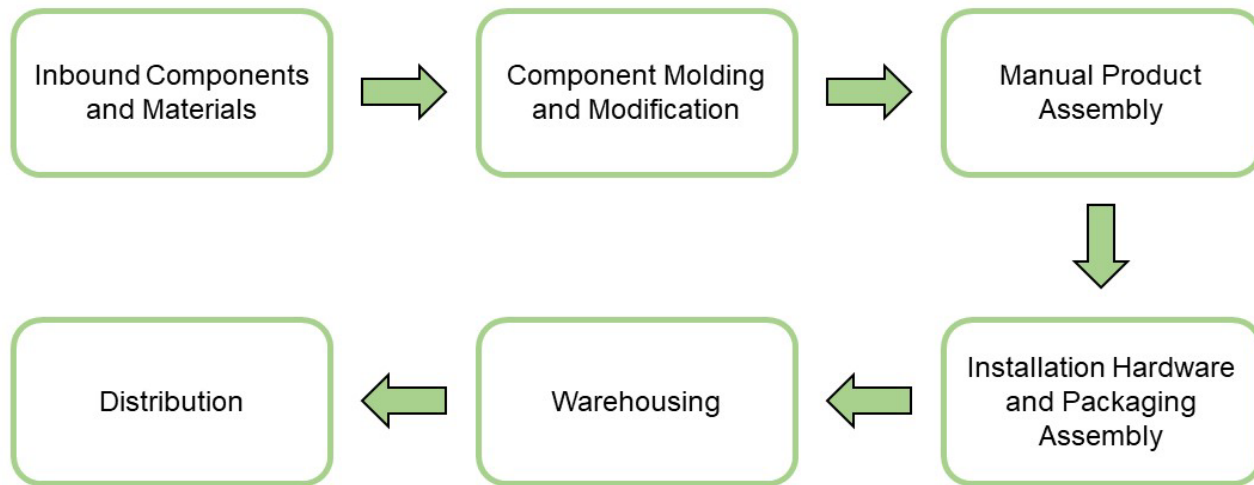 Inbound Components
and Materials
Component Molding
and Modification
Manual Product
Assembly
Installation Hardware
and Packaging
Assembly
Warehousing
Distribution